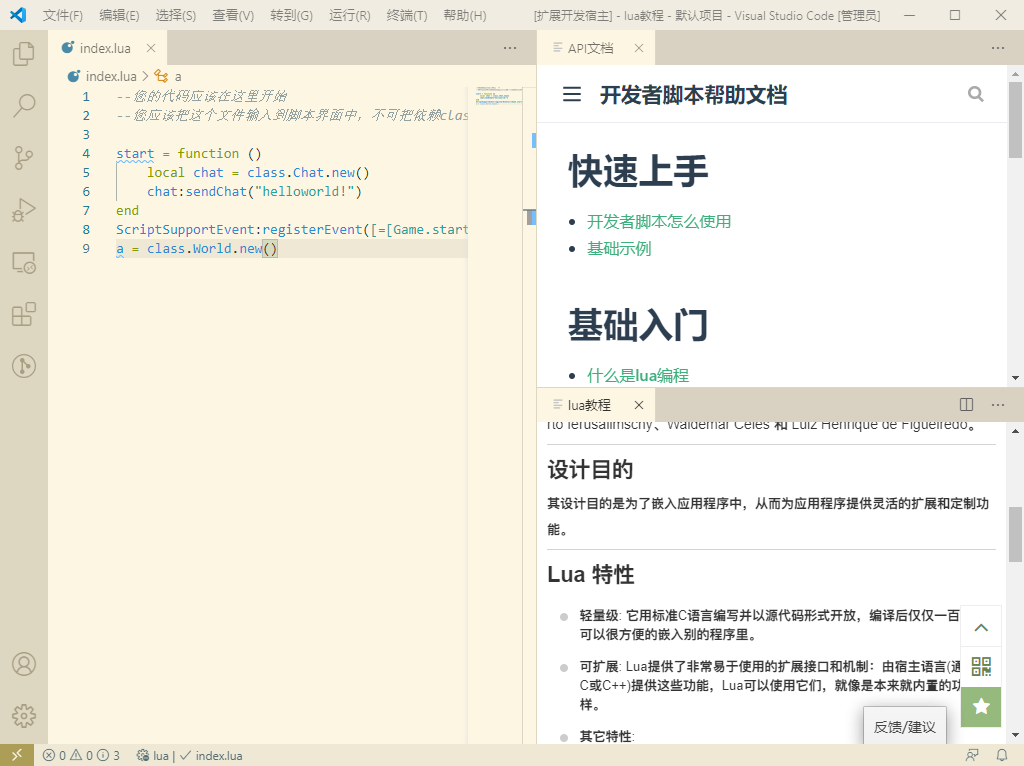 文件(F) 编辑(E) 选择(S) 查看(V) 转到(G) 运行(R) 终端(T) 帮助(H) [扩展开发宿主] - lua教程 - 默认项目 - Visual Studio Code [管理员]
index.lua
index.lua > a
1 --您的代码应该在这里开始
2 --您应该把这个文件输入到脚本界面中，不可把依赖clas
3
4 start = function ()
5 local chat = class.Chat.new()
6 chat:sendChat("helloworld!")
7 end
8 ScriptSupportEvent:registerEvent([=[Game.start
9 a = class.World.new()
API文档
开发者脚本帮助文档
快速上手
开发者脚本怎么使用
基础示例
基础入门
什么是lua编程
lua教程
rto Ierusalimschy、Waldemar Celes 和 Luiz Henrique de Figueiredo。
设计目的
其设计目的是为了嵌入应用程序中，从而为应用程序提供灵活的扩展和定制功
能。
Lua 特性
轻量级: 它用标准C语言编写并以源代码形式开放，编译后仅仅一百
可以很方便的嵌入别的程序里。
可扩展: Lua提供了非常易于使用的扩展接口和机制：由宿主语言(通
C或C++)提供这些功能，Lua可以使用它们，就像是本来就内置的功
样。
其它特性:
反馈/建议
0 0 3 lua | index.lua